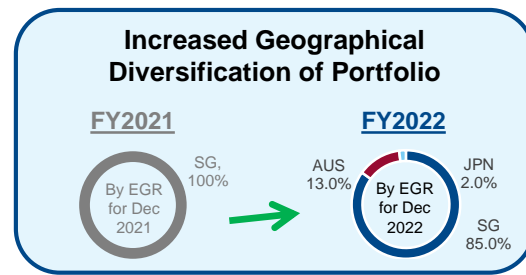 Increased Geographical
Diversification of Portfolio
FY2021
SG,
100%
By EGR
for Dec
2021
FY2022
AUS
13.0%
By EGR
for Dec
2022
JPN
2.0%
SG
85.0%